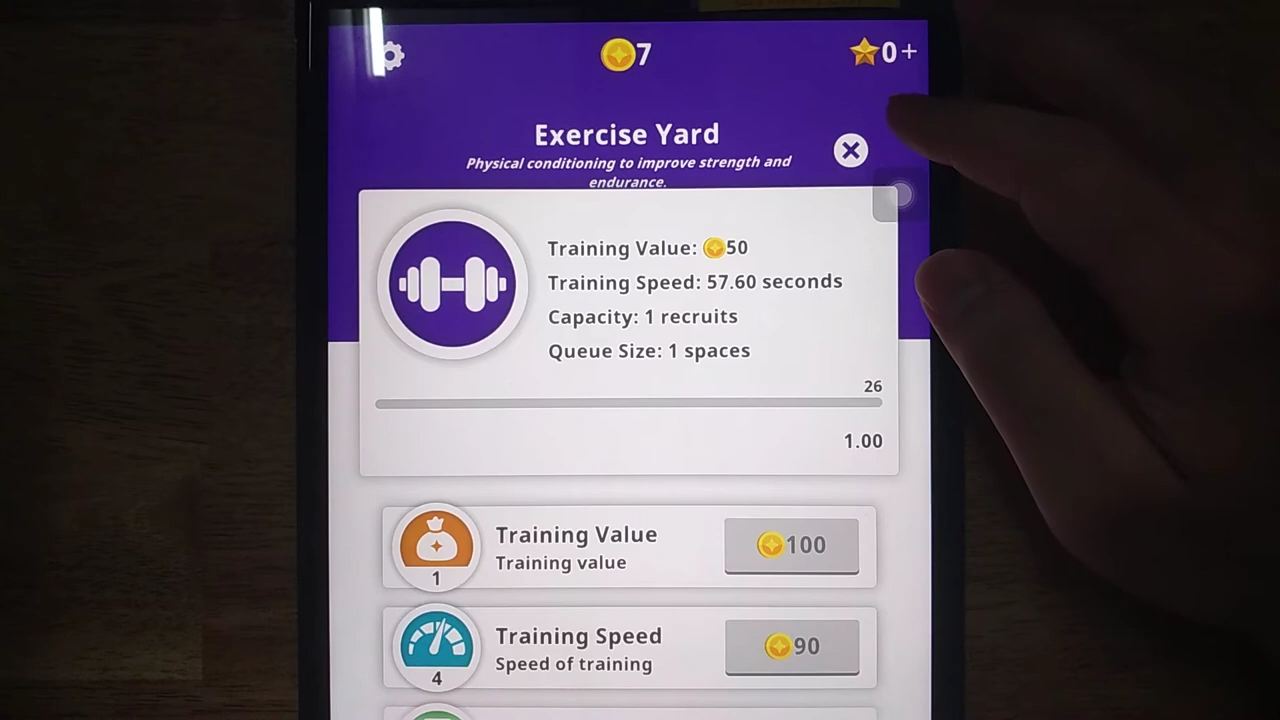 7
0+
Exercise Yard
Physical conditioning to improve strength and
endurance.
Training Value: 50
Training Speed: 57.60 seconds
Capacity: 1 recruits
Queue Size: 1 spaces
26
1.00
Training Value
Training value
100
1
Training Speed
Speed of training
90
4